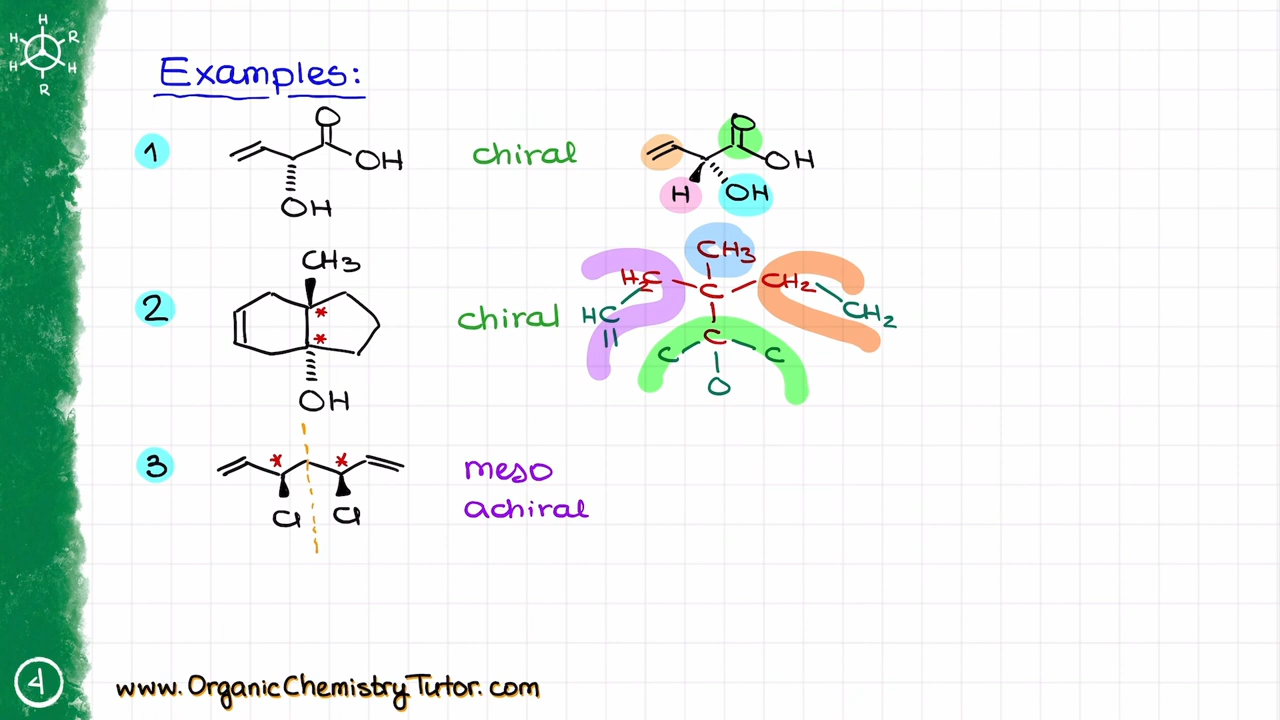 H
H R
H H
R
Examples:
1
O
OH
OH
chiral
O
OH
H OH
2
CH3
*
*
OH
chiral
CH3
H2C C CH2
HC CH2
C
C C
O
3
* *
Cl Cl
meso
achiral
4
www.OrganicChemistryTutor.com